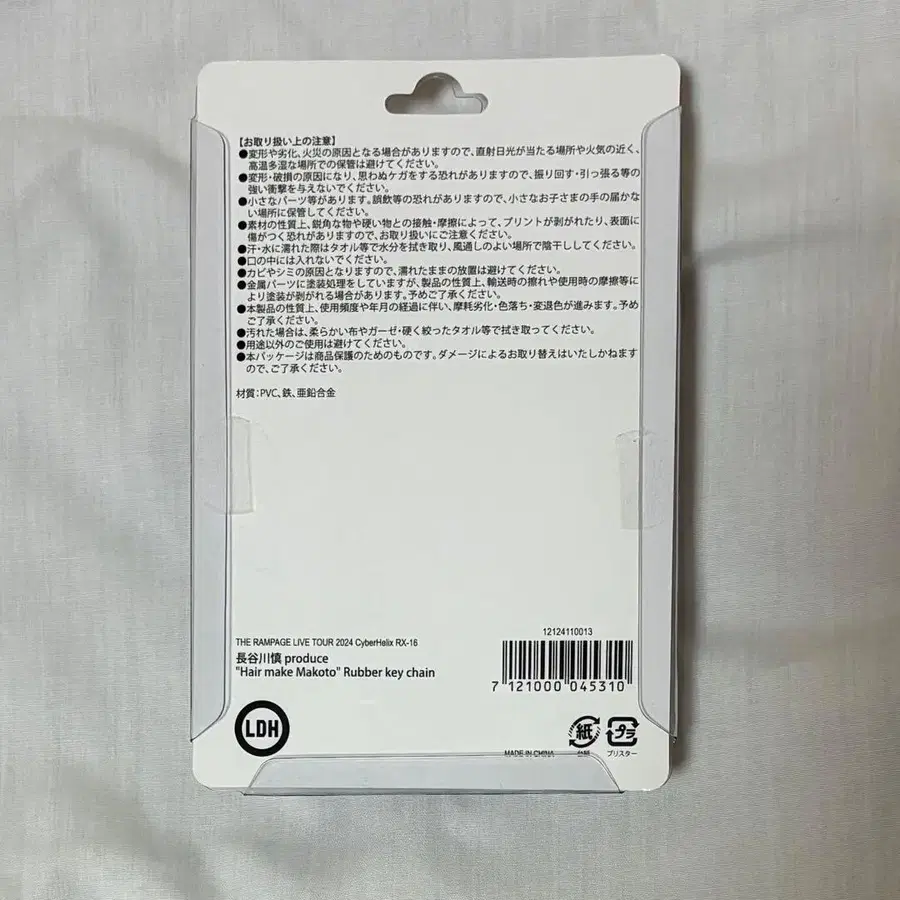 【お取り扱い上の注意】
●変形や劣化、火災の原因となる場合がありますので、直射日光が当たる場所や火気の近く、
高温多湿な場所での保管は避けてください。
●変形・破損の原因になり、思わぬケガをする恐れがありますので、振り回す・引っ張る等の
強い衝撃を与えないでください。
●小さなパーツ等があります。誤飲等の恐れがありますので、小さなお子さまの手の届かな
い場所に保管してください。
●素材の性質上、鋭角な物や硬い物との接触・摩擦によって、プリントが剥がれたり、表面に
傷がつく恐れがありますので、お取り扱いにご注意ください。
●汗・水に濡れた際はタオル等で水分を拭き取り、風通しのよい場所で陰干ししてください。
●口の中には入れないでください。
●カビやシミの原因となりますので、濡れたままの放置は避けてください。
●金属パーツに塗装処理をしていますが、製品の性質上、輸送時の擦れや使用時の摩擦等に
より塗装が剥がれる場合があります。予めご了承ください。
●本製品の性質上、使用頻度や年月の経過に伴い、摩耗劣化・色落ち・変退色が進みます。予め
ご了承ください。
●汚れた場合は、柔らかい布やガーゼ・硬く絞ったタオル等で拭き取ってください。
●用途以外のご使用は避けてください。
●本パッケージは商品保護のためのものです。ダメージによるお取り替えはいたしかねます
ので、ご了承ください。
材質:PVC、鉄、亜鉛合金
THE RAMPAGE LIVE TOUR 2024 CyberHelix RX-16
長谷川慎 produce
"Hair make Makoto" Rubber key chain
12124110013
7 121000 045310
LDH
MADE IN CHINA
紙
台紙
プラ
ブリスター